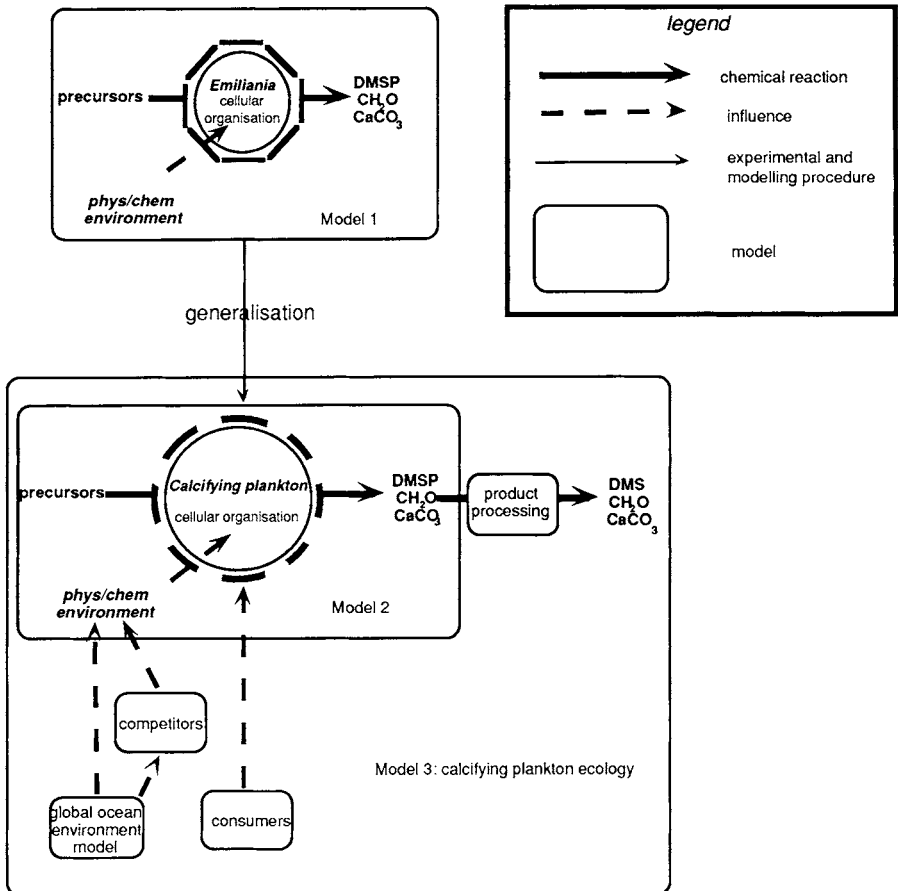 legend
chemical reaction
influence
experimental and
modelling procedure
model
precursors
Emiliania
cellular
organisation
DMSP
CH2O
CaCO3
phys/chem
environment
Model 1
generalisation
precursors
Calcifying plankton
cellular organisation
DMSP
CH2O
CaCO3
product
processing
DMS
CH2O
CaCO3
phys/chem
environment
Model 2
competitors
global ocean
environment
model
consumers
Model 3: calcifying plankton ecology